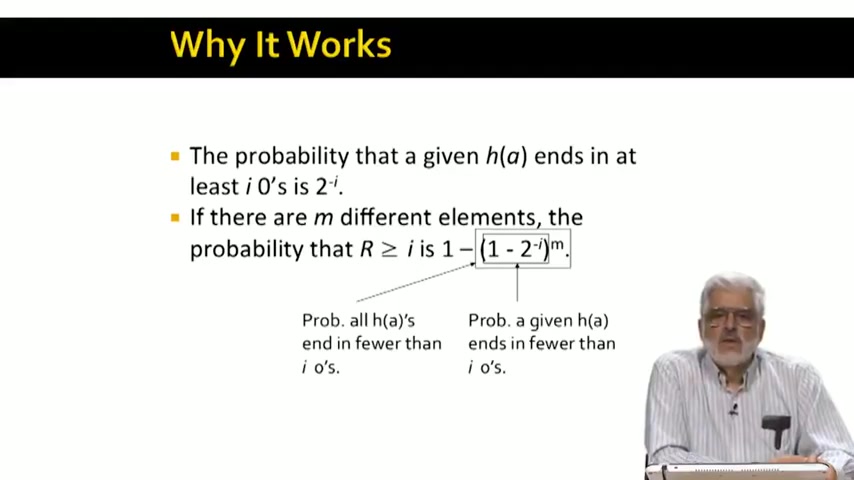 Why It Works
▪ The probability that a given h(a) ends in at
least i 0's is 2⁻ⁱ.
▪ If there are m different elements, the
probability that R ≥ i is 1 – (1 - 2⁻ⁱ)ᵐ.
Prob. all h(a)'s
end in fewer than
i 0's.
Prob. a given h(a)
ends in fewer than
i 0's.